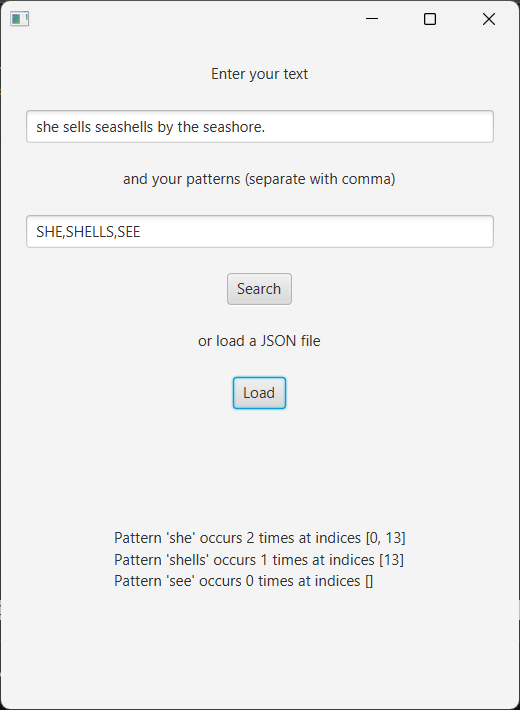 Enter your text
she sells seashells by the seashore.
and your patterns (separate with comma)
SHE,SHELLS,SEE
Search
or load a JSON file
Load
Pattern 'she' occurs 2 times at indices [0, 13]
Pattern 'shells' occurs 1 times at indices [13]
Pattern 'see' occurs 0 times at indices []